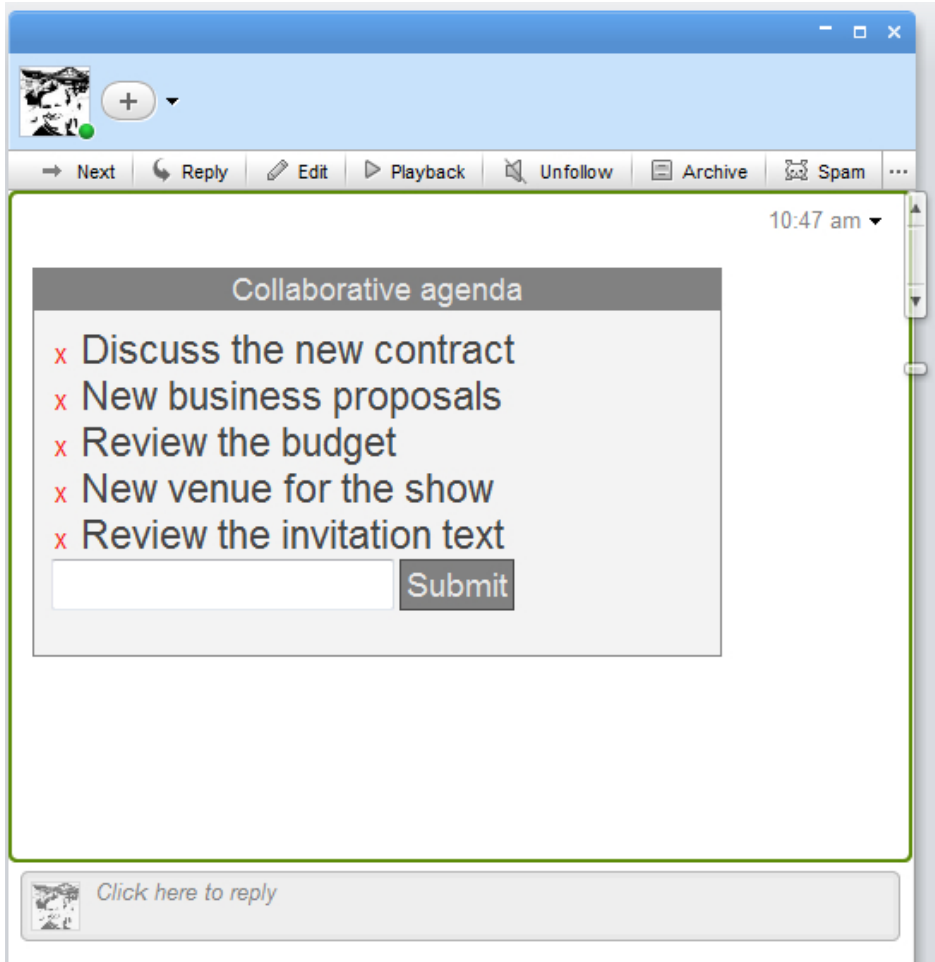 Next Reply Edit Playback Unfollow Archive Spam ...
10:47 am
Collaborative agenda
x Discuss the new contract
x New business proposals
x Review the budget
x New venue for the show
x Review the invitation text
Submit
Click here to reply